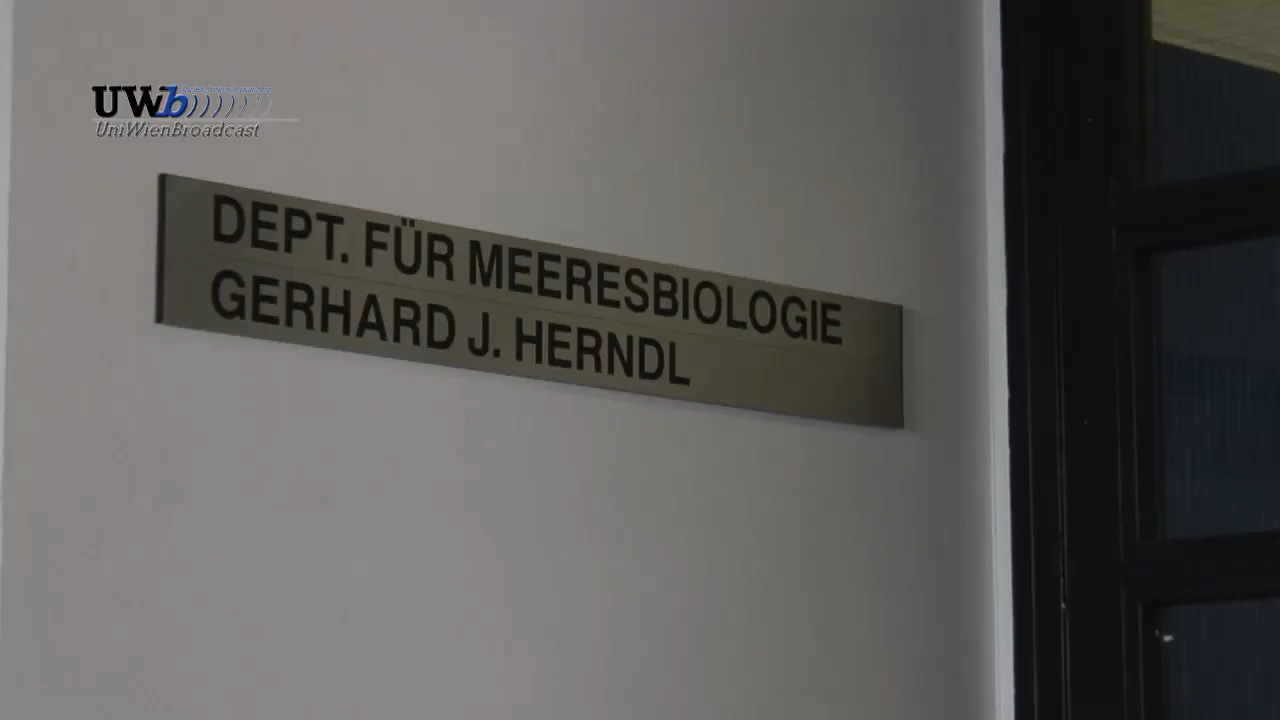 UWb
UniWienBroadcast
DEPT. FÜR MEERESBIOLOGIE
GERHARD J. HERNDL